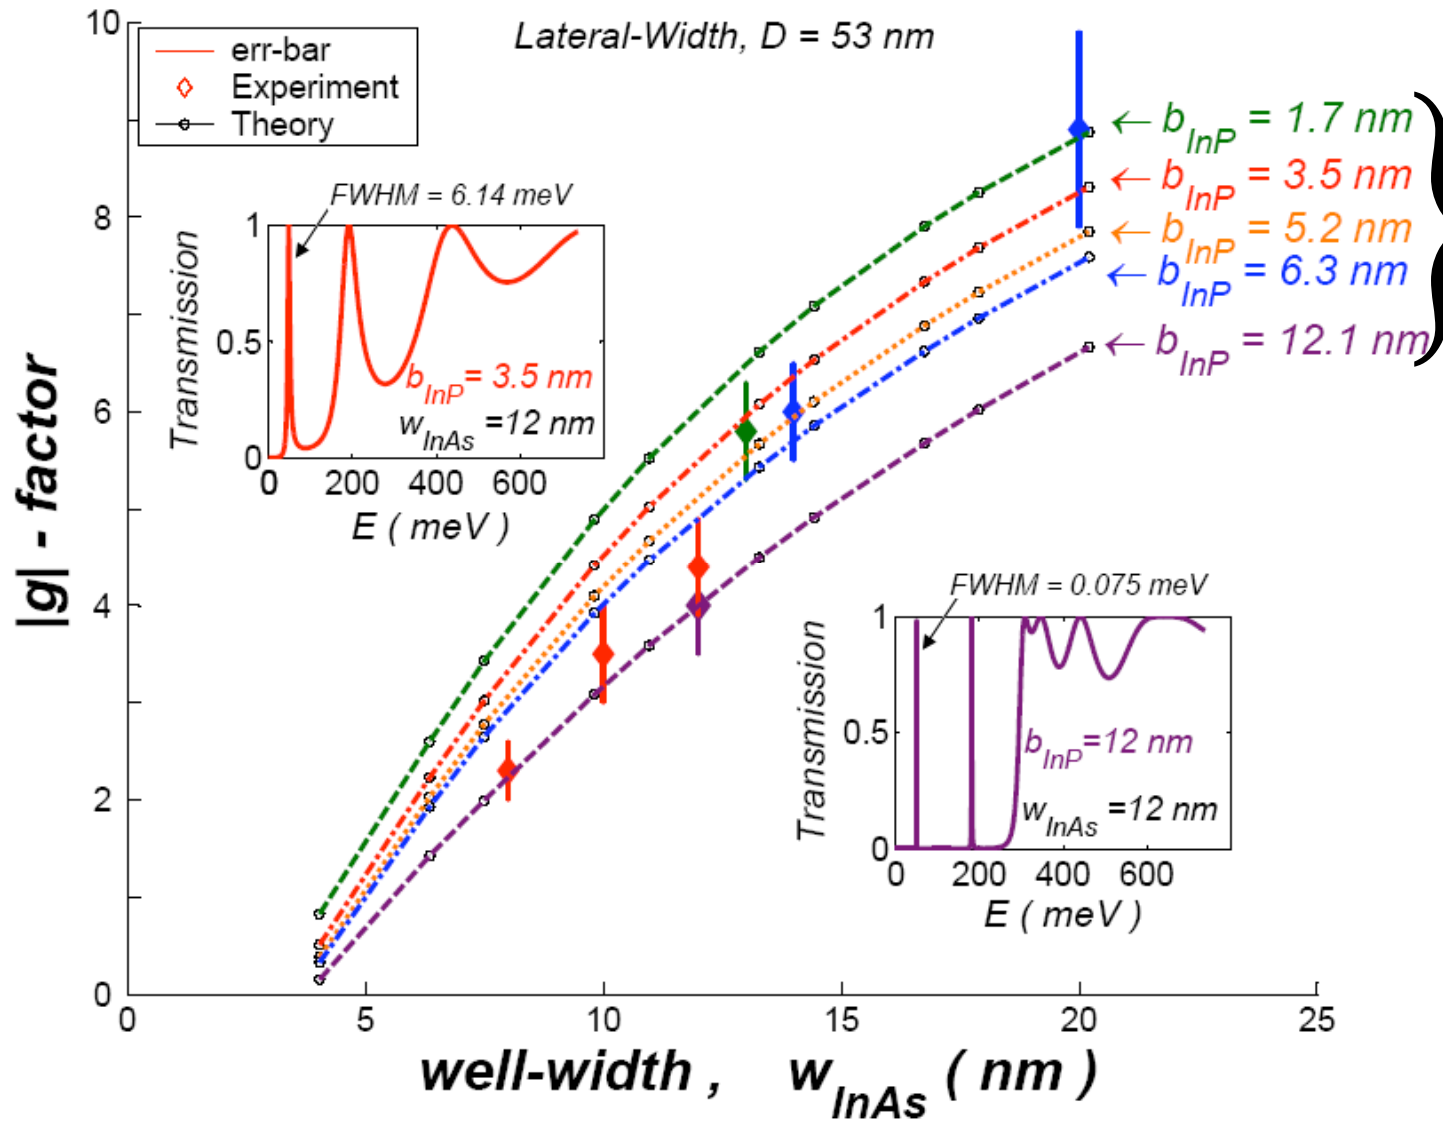 Lateral-Width, D = 53 nm
err-bar
Experiment
Theory
← b_InP = 1.7 nm
← b_InP = 3.5 nm
← b_InP = 5.2 nm
← b_InP = 6.3 nm
← b_InP = 12.1 nm
10
8
6
4
2
0
|g| - factor
0 5 10 15 20 25
well-width , w_InAs ( nm )
FWHM = 6.14 meV
1
0.5
0
Transmission
b_InP = 3.5 nm
w_InAs =12 nm
0 200 400 600
E ( meV )
FWHM = 0.075 meV
1
0.5
0
Transmission
b_InP =12 nm
w_InAs =12 nm
0 200 400 600
E ( meV )